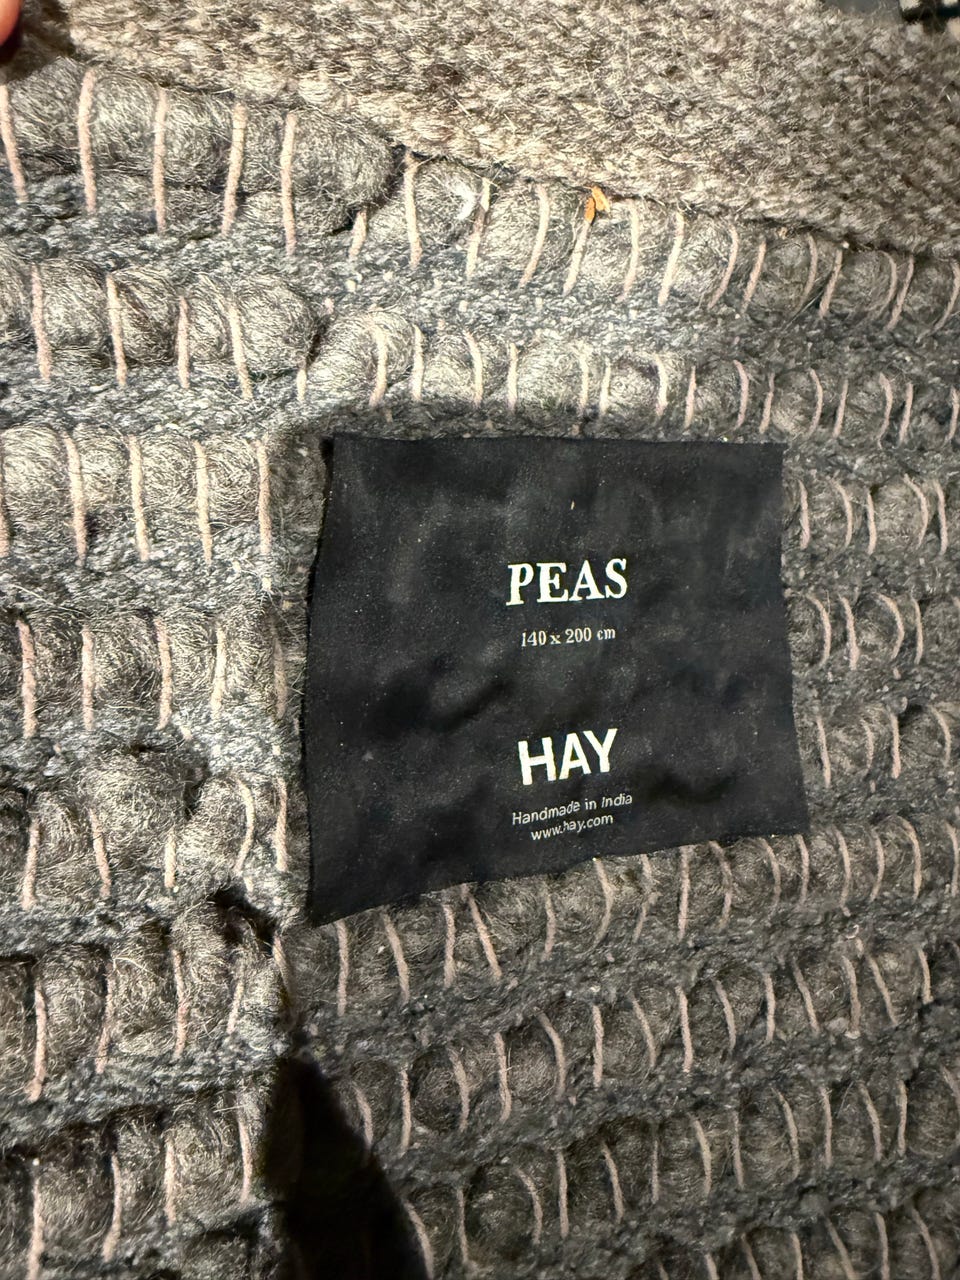 PEAS
140 x 200 cm
HAY
Handmade in India
www.hay.com